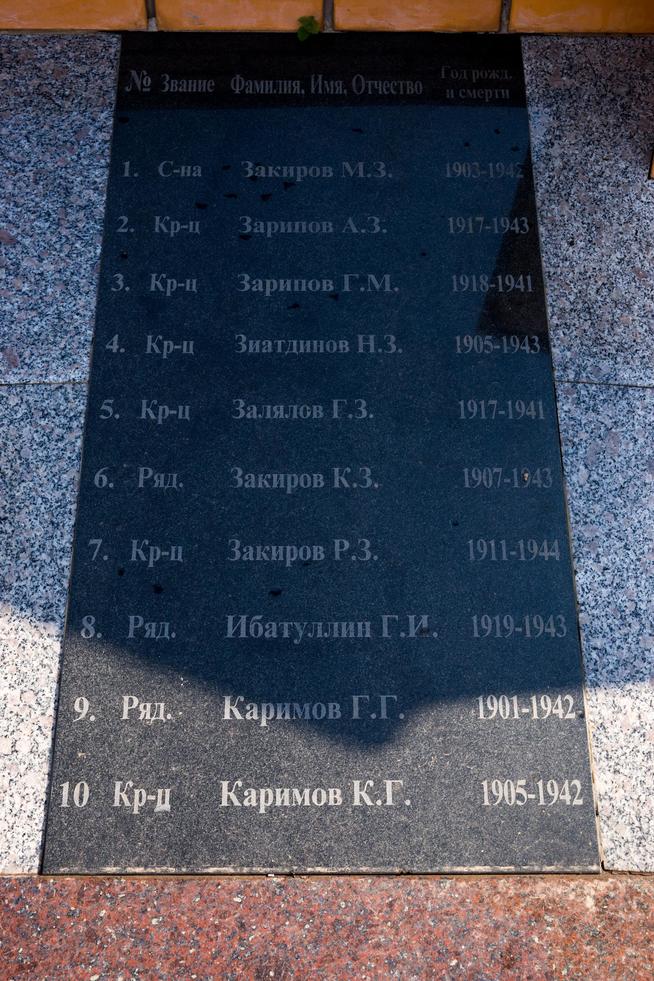 № Звание Фамилия, Имя, Отчество Год рожд. и смерти
1. С-на Закиров М.З. 1903-1942
2. Кр-ц Зарипов А.З. 1917-1943
3. Кр-ц Зарипов Г.М. 1918-1941
4. Кр-ц Зиатдинов Н.З. 1905-1943
5. Кр-ц Залялов Г.З. 1917-1941
6. Ряд. Закиров К.З. 1907-1943
7. Кр-ц Закиров Р.З. 1911-1944
8. Ряд. Ибатуллин Г.И. 1919-1943
9. Ряд. Каримов Г.Г. 1901-1942
10 Кр-ц Каримов К.Г. 1905-1942